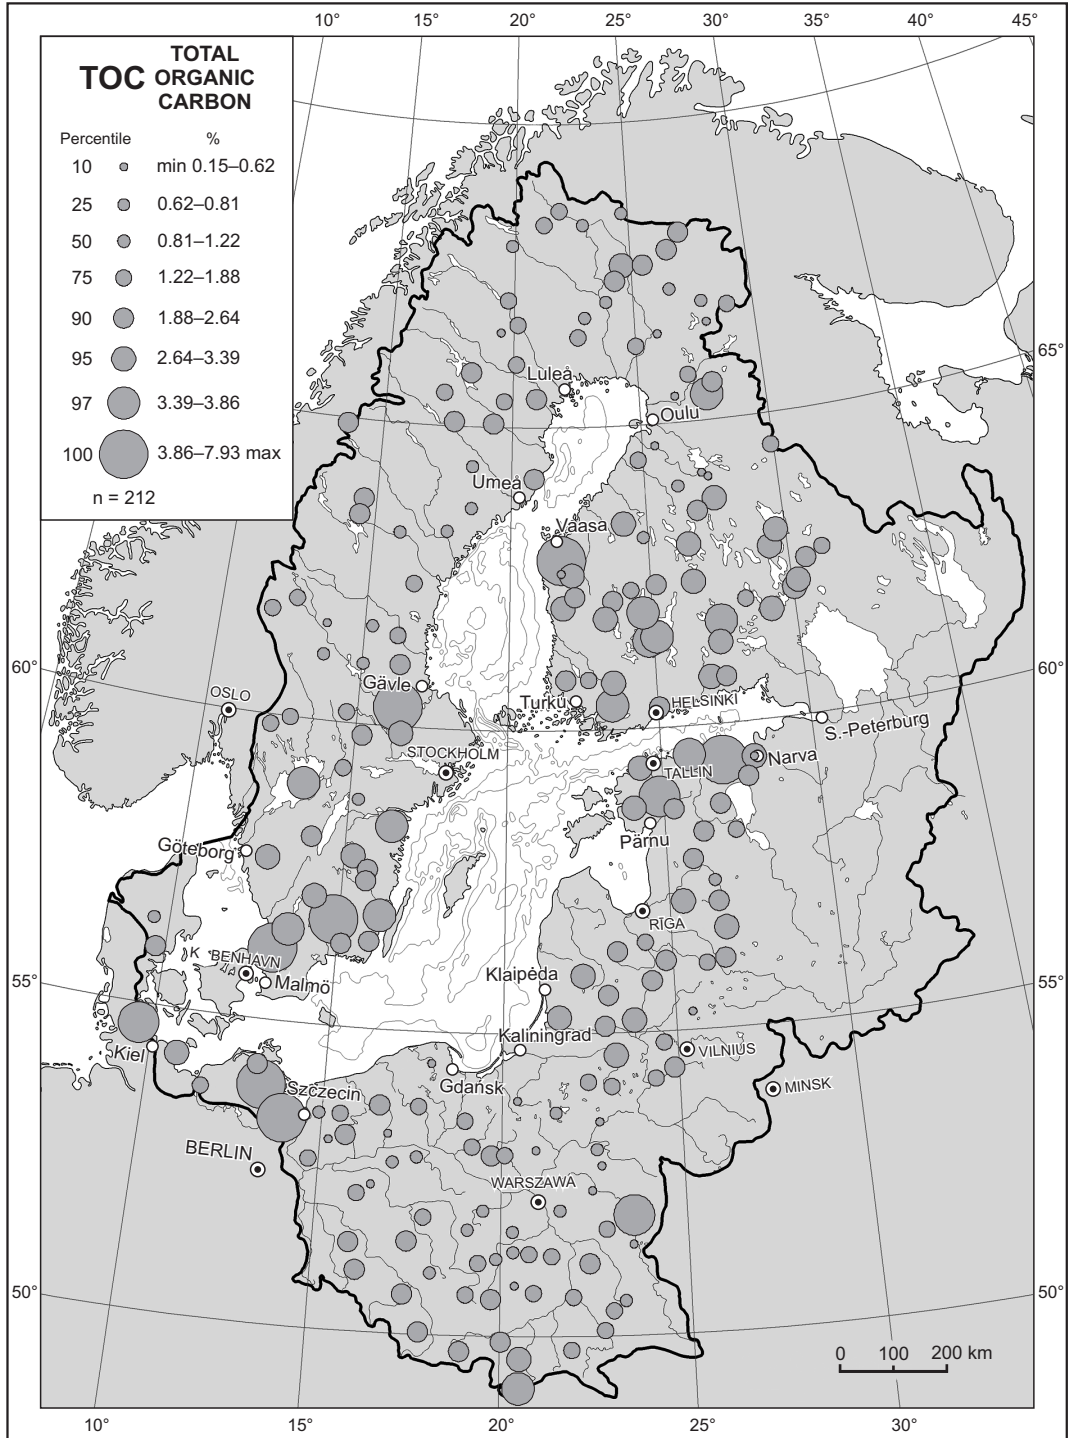 10° 15° 20° 25° 30° 35° 40° 45°
TOC TOTAL
ORGANIC
CARBON
Percentile %
10 min 0.15–0.62
25 0.62–0.81
50 0.81–1.22
75 1.22–1.88
90 1.88–2.64
95 2.64–3.39
97 3.39–3.86
100 3.86–7.93 max
n = 212
65°
Luleå
Oulu
Umeå
Vaasa
60° 60°
Gävle
OSLO
Turku
HELSINKI
S.-Peterburg
STOCKHOLM
Narva
TALLIN
Göteborg
Pärnu
RĪGA
K BENHAVN
Malmö
Klaipėda
55° 55°
Kaliningrad
Kiel
VILNIUS
Gdańsk
Szczecin
MINSK
BERLIN
WARSZAWA
50° 50°
0 100 200 km
10° 15° 20° 25° 30°